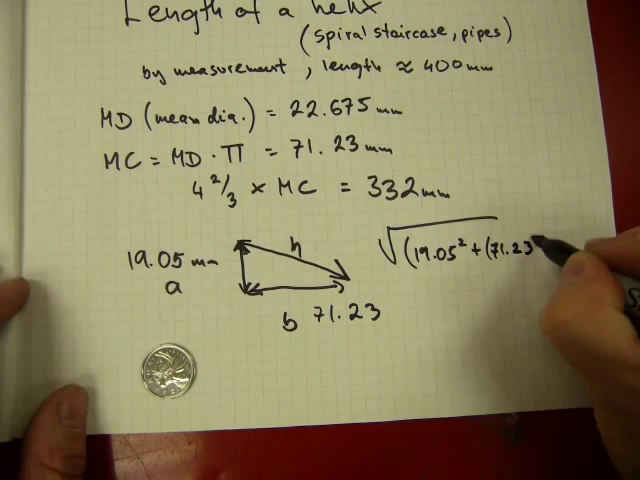 Length of a helix
(spiral staircase, pipes)
by measurement, length ≈ 400mm
MD (mean dia.) = 22.675 mm
MC = MD · π = 71.23 mm
4 2/3 × MC = 332mm
19.05 mm
a
h
b 71.23
√(19.05² + (71.23